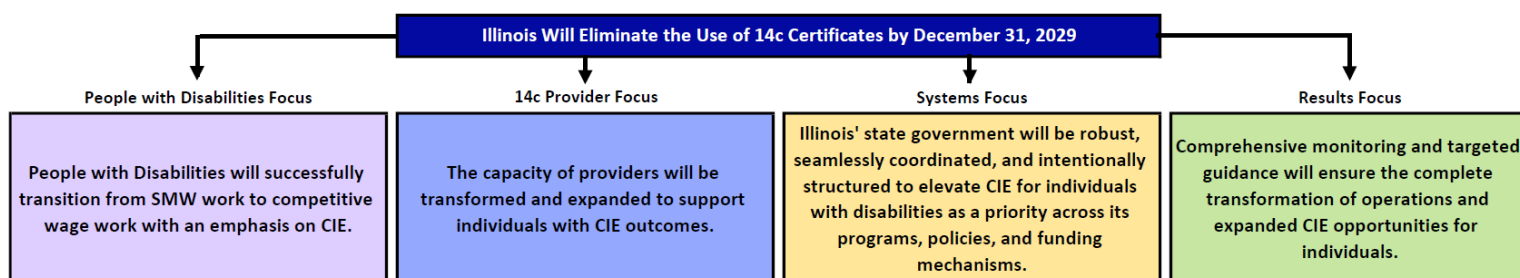 Illinois Will Eliminate the Use of 14c Certificates by December 31, 2029
People with Disabilities Focus
People with Disabilities will successfully
transition from SMW work to competitive
wage work with an emphasis on CIE.
14c Provider Focus
The capacity of providers will be
transformed and expanded to support
individuals with CIE outcomes.
Systems Focus
Illinois' state government will be robust,
seamlessly coordinated, and intentionally
structured to elevate CIE for individuals
with disabilities as a priority across its
programs, policies, and funding
mechanisms.
Results Focus
Comprehensive monitoring and targeted
guidance will ensure the complete
transformation of operations and
expanded CIE opportunities for
individuals.